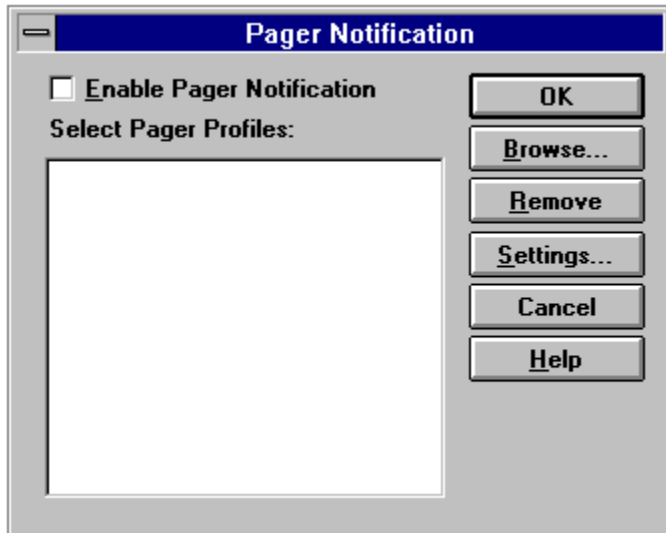 Pager Notification
Enable Pager Notification
Select Pager Profiles:
OK
Browse...
Remove
Settings...
Cancel
Help